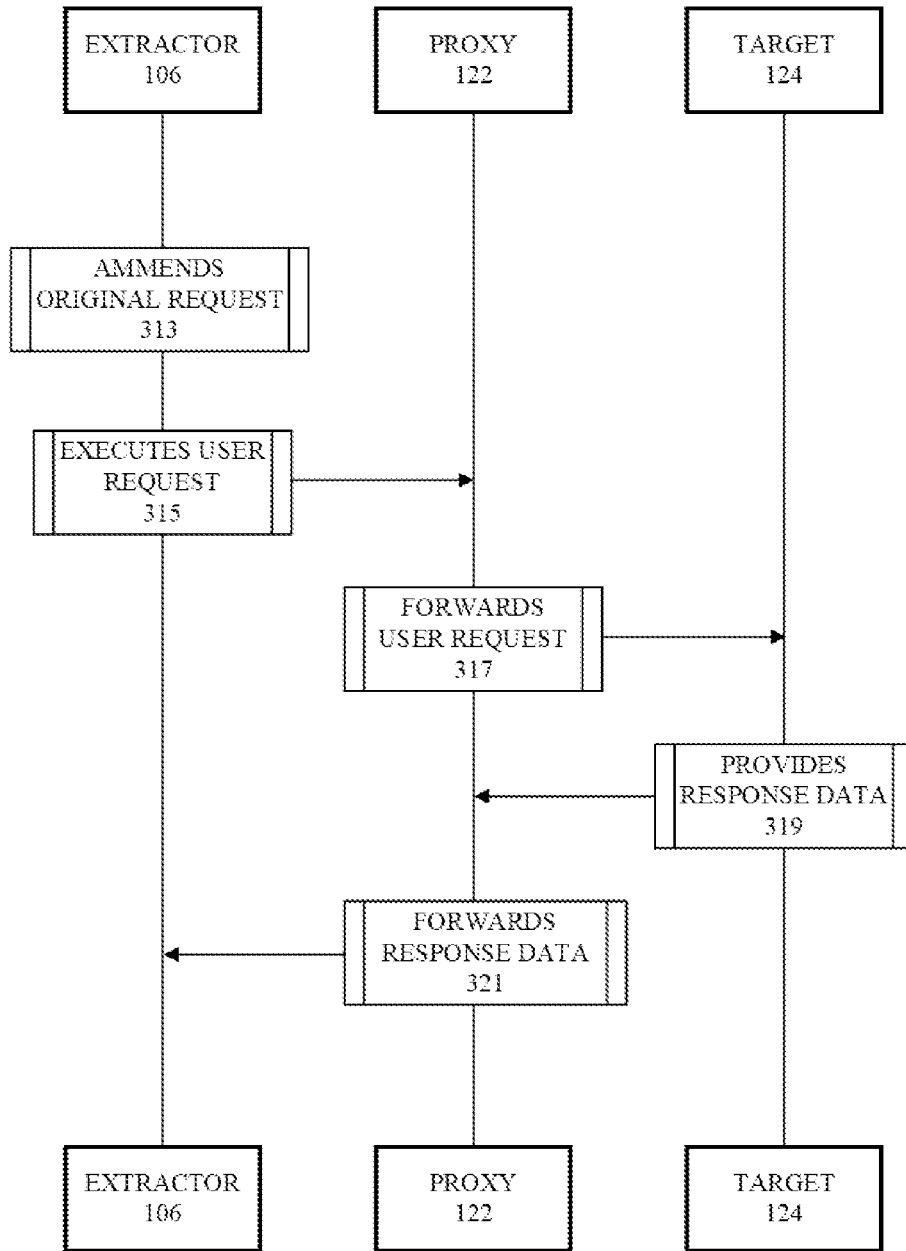 EXTRACTOR
106
PROXY
122
TARGET
124
AMMENDS
ORIGINAL REQUEST
313
EXECUTES USER
REQUEST
315
FORWARDS
USER REQUEST
317
PROVIDES
RESPONSE DATA
319
FORWARDS
RESPONSE DATA
321
EXTRACTOR
106
PROXY
122
TARGET
124